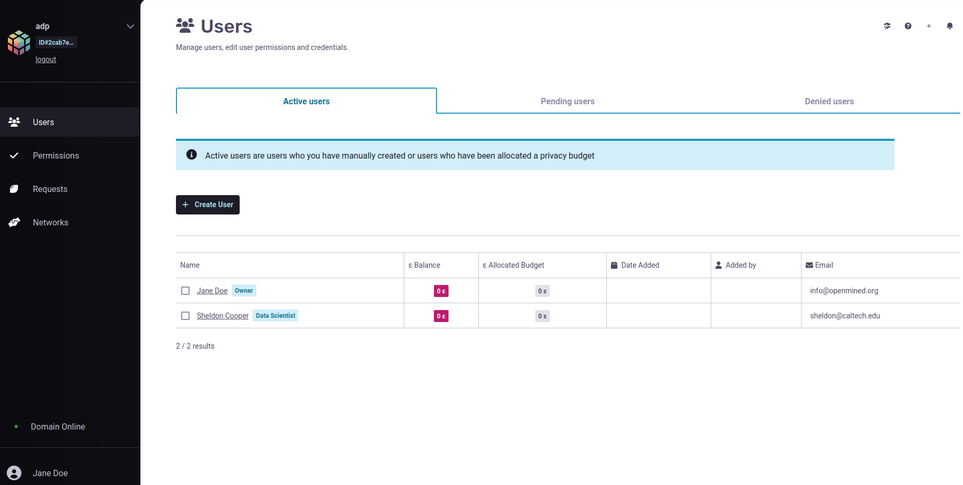 adp
ID#2cab7e...
logout
Users
Permissions
Requests
Networks
Domain Online
Jane Doe
Users
Manage users, edit user permissions and credentials.
Active users
Pending users
Denied users
Active users are users who you have manually created or users who have been allocated a privacy budget
+ Create User
Name ε Balance ε Allocated Budget Date Added Added by Email
Jane Doe Owner 0 ε 0 ε info@openmined.org
Sheldon Cooper Data Scientist 0 ε 0 ε sheldon@caltech.edu
2 / 2 results